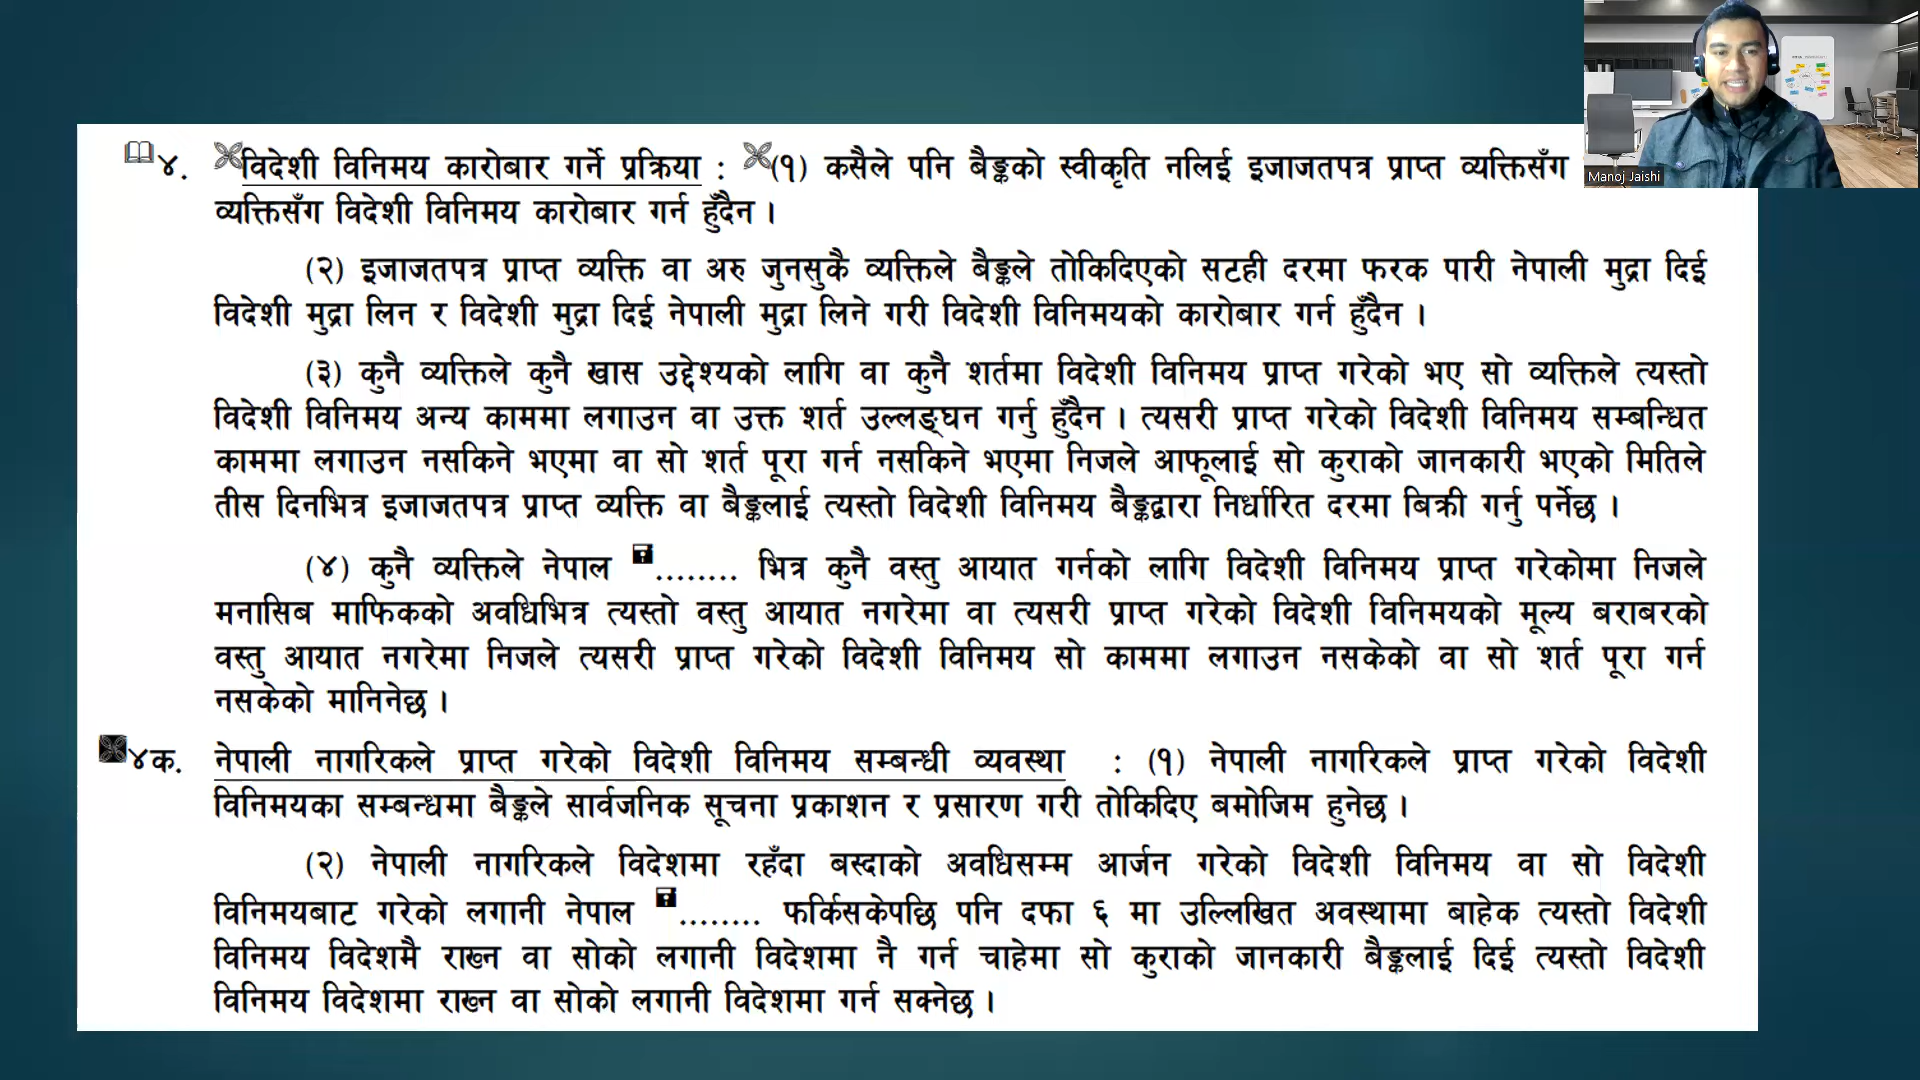 ४. विदेशी विनिमय कारोबार गर्ने प्रक्रिया : (१) कसैले पनि बैङ्कको स्वीकृति नलिई इजाजतपत्र प्राप्त व्यक्तिसँग
व्यक्तिसँग विदेशी विनिमय कारोबार गर्न हुँदैन ।
(२) इजाजतपत्र प्राप्त व्यक्ति वा अरु जुनसुकै व्यक्तिले बैङ्कले तोकिदिएको सटही दरमा फरक पारी नेपाली मुद्रा दिई
विदेशी मुद्रा लिन र विदेशी मुद्रा दिई नेपाली मुद्रा लिने गरी विदेशी विनिमयको कारोबार गर्न हुँदैन ।
(३) कुनै व्यक्तिले कुनै खास उद्देश्यको लागि वा कुनै शर्तमा विदेशी विनिमय प्राप्त गरेको भए सो व्यक्तिले त्यस्तो
विदेशी विनिमय अन्य काममा लगाउन वा उक्त शर्त उल्लङ्घन गर्नु हुँदैन । त्यसरी प्राप्त गरेको विदेशी विनिमय सम्बन्धित
काममा लगाउन नसकिने भएमा वा सो शर्त पूरा गर्न नसकिने भएमा निजले आफूलाई सो कुराको जानकारी भएको मितिले
तीस दिनभित्र इजाजतपत्र प्राप्त व्यक्ति वा बैङ्कलाई त्यस्तो विदेशी विनिमय बैङ्कद्वारा निर्धारित दरमा बिक्री गर्नु पर्नेछ ।
(४) कुनै व्यक्तिले नेपाल ........ भित्र कुनै वस्तु आयात गर्नको लागि विदेशी विनिमय प्राप्त गरेकोमा निजले
मनासिब माफिकको अवधिभित्र त्यस्तो वस्तु आयात नगरेमा वा त्यसरी प्राप्त गरेको विदेशी विनिमयको मूल्य बराबरको
वस्तु आयात नगरेमा निजले त्यसरी प्राप्त गरेको विदेशी विनिमय सो काममा लगाउन नसकेको वा सो शर्त पूरा गर्न
नसकेको मानिनेछ ।
४क. नेपाली नागरिकले प्राप्त गरेको विदेशी विनिमय सम्बन्धी व्यवस्था : (१) नेपाली नागरिकले प्राप्त गरेको विदेशी
विनिमयका सम्बन्धमा बैङ्कले सार्वजनिक सूचना प्रकाशन र प्रसारण गरी तोकिदिए बमोजिम हुनेछ ।
(२) नेपाली नागरिकले विदेशमा रहँदा बस्दाको अवधिसम्म आर्जन गरेको विदेशी विनिमय वा सो विदेशी
विनिमयबाट गरेको लगानी नेपाल ........ फर्किसकेपछि पनि दफा ६ मा उल्लिखित अवस्थामा बाहेक त्यस्तो विदेशी
विनिमय विदेशमै राख्न वा सोको लगानी विदेशमा नै गर्न चाहेमा सो कुराको जानकारी बैङ्कलाई दिई त्यस्तो विदेशी
विनिमय विदेशमा राख्न वा सोको लगानी विदेशमा गर्न सक्नेछ ।
Manoj Jaishi